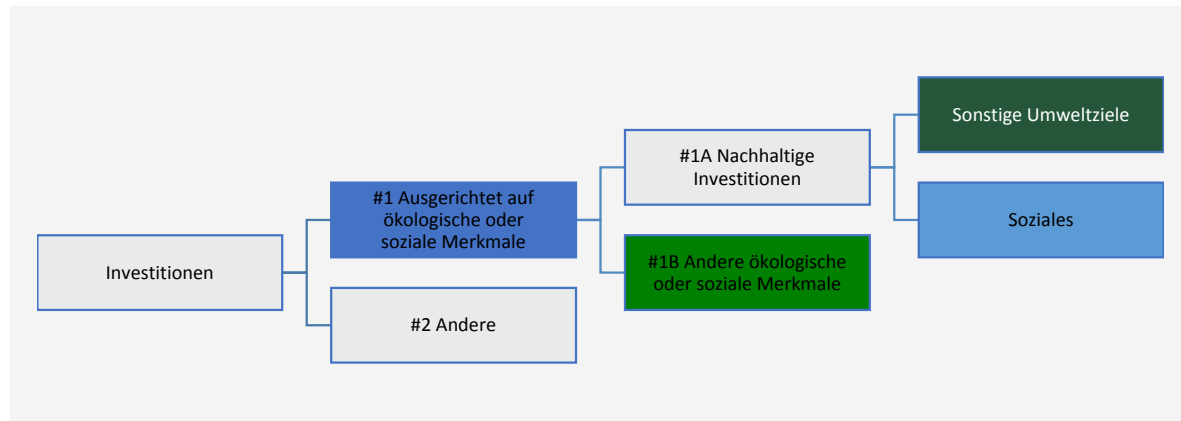 Investitionen
#1 Ausgerichtet auf
ökologische oder
soziale Merkmale
#2 Andere
#1A Nachhaltige
Investitionen
#1B Andere ökologische
oder soziale Merkmale
Sonstige Umweltziele
Soziales